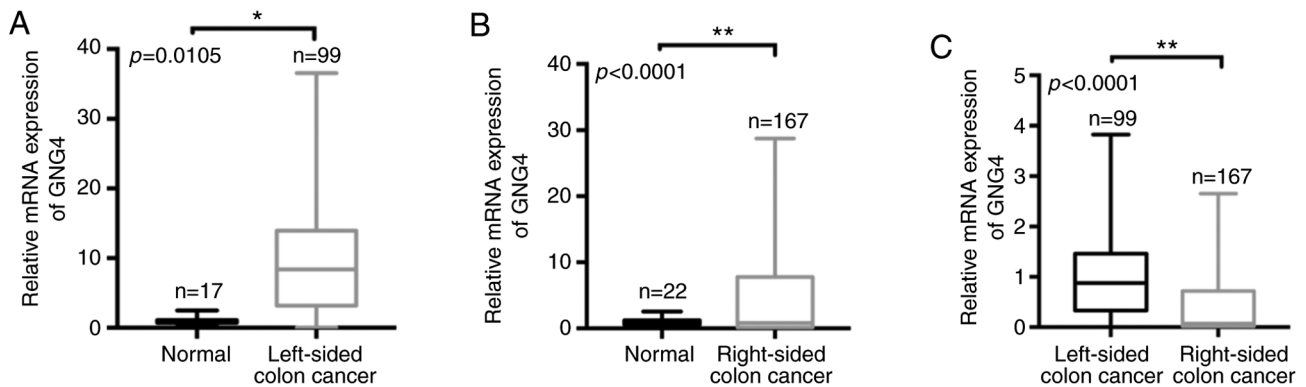 A
*
p=0.0105
n=99
40
30
20
10
0
Relative mRNA expression
of GNG4
n=17
Normal
Left-sided
colon cancer
B
**
p<0.0001
n=167
40
30
20
10
0
Relative mRNA expression
of GNG4
n=22
Normal
Right-sided
colon cancer
C
**
p<0.0001
n=99
n=167
5
4
3
2
1
0
Relative mRNA expression
of GNG4
Left-sided
colon cancer
Right-sided
colon cancer